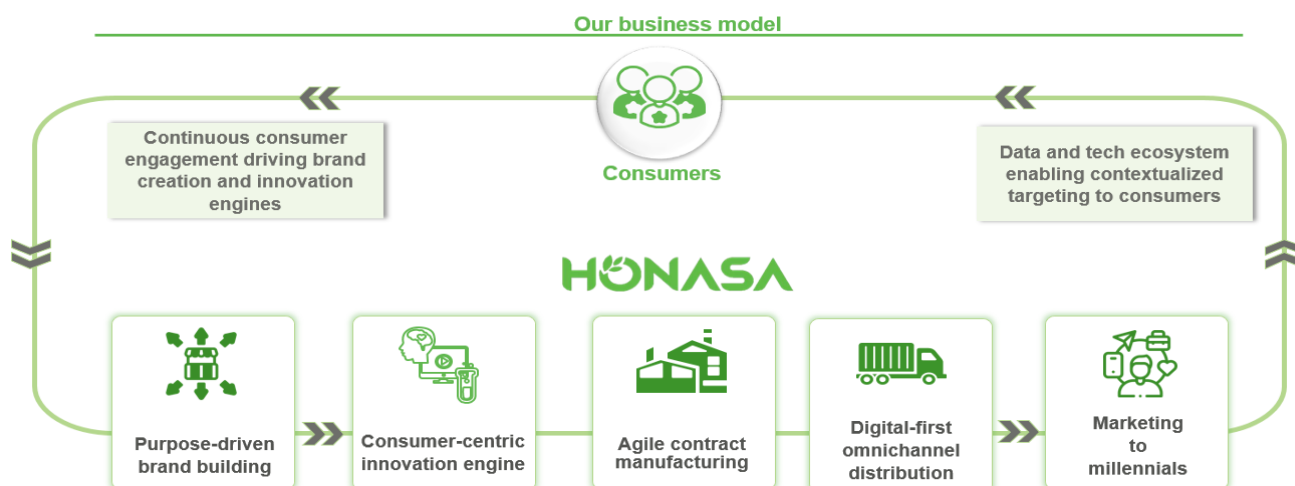 Our business model
Continuous consumer
engagement driving brand
creation and innovation
engines
Consumers
Data and tech ecosystem
enabling contextualized
targeting to consumers
HONASA
Purpose-driven
brand building
Consumer-centric
innovation engine
Agile contract
manufacturing
Digital-first
omnichannel
distribution
Marketing
to
millennials